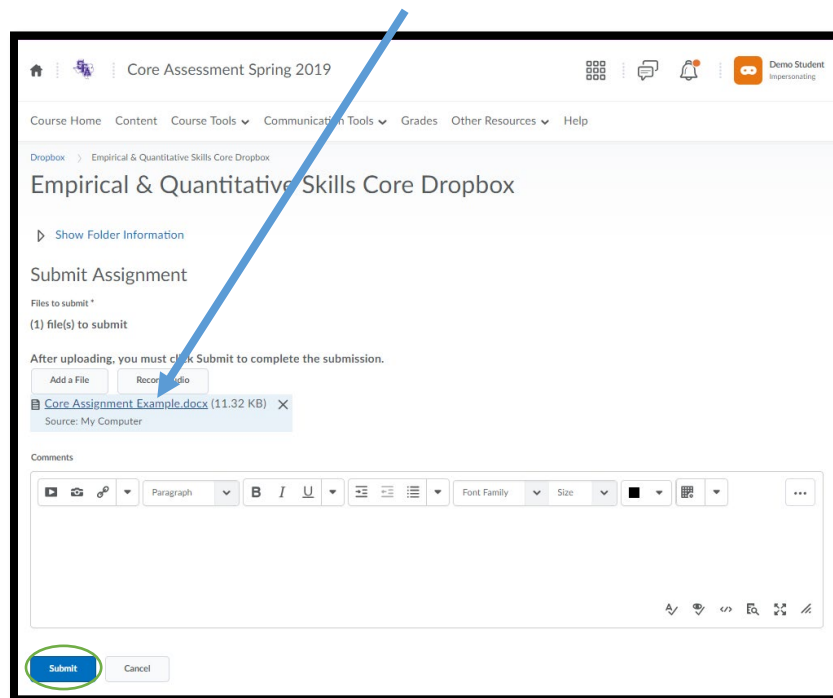 SFA Core Assessment Spring 2019 Demo Student
Impersonating
Course Home Content Course Tools Communication Tools Grades Other Resources Help
Dropbox > Empirical & Quantitative Skills Core Dropbox
Empirical & Quantitative Skills Core Dropbox
Show Folder Information
Submit Assignment
Files to submit *
(1) file(s) to submit
After uploading, you must click Submit to complete the submission.
Add a File Record Audio
Core Assignment Example.docx (11.32 KB)
Source: My Computer
Comments
Paragraph B I U Font Family Size ...
Submit Cancel